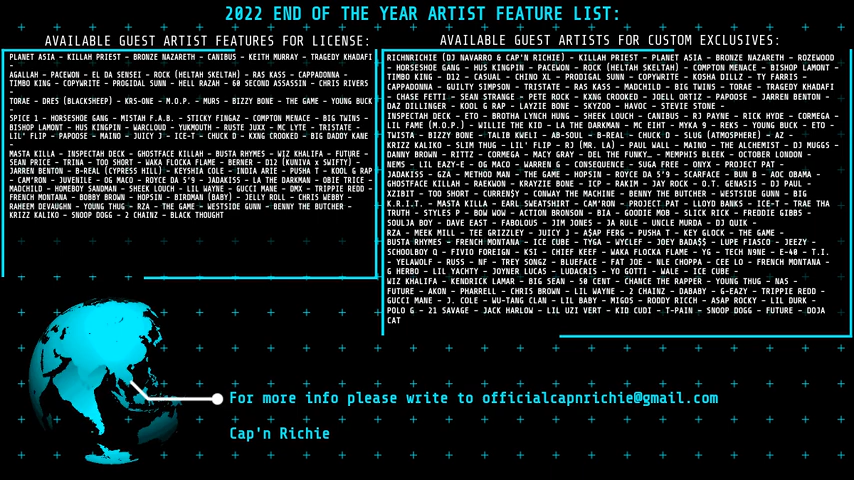 2022 END OF THE YEAR ARTIST FEATURE LIST:
AVAILABLE GUEST ARTIST FEATURES FOR LICENSE:
PLANET ASIA - KILLAH PRIEST - BRONZE NAZARETH - CANIBUS - KEITH MURRAY - TRAGEDY KHADAFI
AGALLAH - PACEWON - EL DA SENSEI - ROCK (HELTAH SKELTAH) - RAS KASS - CAPPADONNA -
TIMBO KING - COPYWRITE - PROGIDAL SUNN - HELL RAZAH - 60 SECOND ASSASSIN - CHRIS RIVERS
TORAE - DRES (BLACKSHEEP) - KRS-ONE - M.O.P. - MURS - BIZZY BONE - THE GAME - YOUNG BUCK
SPICE 1 - HORSESHOE GANG - MISTAH F.A.B. - STICKY FINGAZ - COMPTON MENACE - BIG TWINS -
BISHOP LAMONT - HUS KINGPIN - WARCLOUD - YUKMOUTH - RUSTE JUXX - MC LYTE - TRISTATE -
LIL' FLIP - PAPOOSE - MAINO - JUICY J - ICE-T - CHUCK D - KXNG CROOKED - BIG DADDY KANE
MASTA KILLA - INSPECTAH DECK - GHOSTFACE KILLAH - BUSTA RHYMES - WIZ KHALIFA - FUTURE -
SEAN PRICE - TRINA - TOO SHORT - WAKA FLOCKA FLAME - BERNER - D12 (KUNIVA x SWIFTY) -
JARREN BENTON - B-REAL (CYPRESS HILL) - KEYSHIA COLE - INDIA ARIE - PUSHA T - KOOL G RAP
- CAM'RON - JUVENILE - OG MACO - ROYCE DA 5'9 - JADAKISS - LA THE DARKMAN - OBIE TRICE -
MADCHILD - HOMEBOY SANDMAN - SHEEK LOUCH - LIL WAYNE - GUCCI MANE - DMX - TRIPPIE REDD -
FRENCH MONTANA - BOBBY BROWN - HOPSIN - BIRDMAN (BABY) - JELLY ROLL - CHRIS WEBBY -
RAHEEM DEVAUGHN - YOUNG THUG - RZA - THE GAME - WESTSIDE GUNN - BENNY THE BUTCHER -
KRIZZ KALIKO - SNOOP DOGG - 2 CHAINZ - BLACK THOUGHT
AVAILABLE GUEST ARTISTS FOR CUSTOM EXCLUSIVES:
RICHNRICHIE (DJ NAVARRO & CAP'N RICHIE) - KILLAH PRIEST - PLANET ASIA - BRONZE NAZARETH - ROZEWOOD
- HORSESHOE GANG - HUS KINGPIN - PACEWON - ROCK (HELTAH SKELTAH) - COMPTON MENACE - BISHOP LAMONT -
TIMBO KING - D12 - CASUAL - CHINO XL - PRODIGAL SUNN - COPYWRITE - KOSHA DILLZ - TY FARRIS -
CAPPADONNA - GUILTY SIMPSON - TRISTATE - RAS KASS - MADCHILD - BIG TWINS - TORAE - TRAGEDY KHADAFI
- CHASE FETTI - SEAN STRANGE - PETE ROCK - KXNG CROOKED - JOELL ORTIZ - PAPOOSE - JARREN BENTON -
DAZ DILLINGER - KOOL G RAP - LAYZIE BONE - SKYZOO - HAVOC - STEVIE STONE -
INSPECTAH DECK - ETO - BROTHA LYNCH HUNG - SHEEK LOUCH - CANIBUS - RJ PAYNE - RICK HYDE - CORMEGA
- LIL FAME (M.O.P.) - WILLIE THE KID - LA THE DARKMAN - MC EIHT - MYKA 9 - REKS - YOUNG BUCK - ETO -
TWISTA - BIZZY BONE - TALIB KWELI - AB-SOUL - B-REAL - CHUCK D - SLUG (ATMOSPHERE) - AZ -
KRIZZ KALIKO - SLIM THUG - LIL' FLIP - RJ (MR. LA) - PAUL WALL - MAINO - THE ALCHEMIST - DJ MUGGS -
DANNY BROWN - RITTZ - CORMEGA - MACY GRAY - DEL THE FUNKY… - MEMPHIS BLEEK - OCTOBER LONDON -
NEMS - LIL EAZY-E - OG MACO - WARREN G - CONSEQUENCE - SUGA FREE - ONYX - PROJECT PAT -
JADAKISS - GZA - METHOD MAN - THE GAME - HOPSIN - ROYCE DA 5'9 - SCARFACE - BUN B - AOC OBAMA -
GHOSTFACE KILLAH - RAEKWON - KRAYZIE BONE - ICP - RAKIM - JAY ROCK - O.T. GENASIS - DJ PAUL -
XZIBIT - TOO SHORT - CURREN$Y - CONWAY THE MACHINE - BENNY THE BUTCHER - WESTSIDE GUNN - BIG
K.R.I.T. - MASTA KILLA - EARL SWEATSHIRT - CAM'RON - PROJECT PAT - LLOYD BANKS - ICE-T - TRAE THA
TRUTH - STYLES P - BOW WOW - ACTION BRONSON - BIA - GOODIE MOB - SLICK RICK - FREDDIE GIBBS -
SOULJA BOY - DAVE EAST - FABOLOUS - JIM JONES - JA RULE - UNCLE MURDA - DJ QUIK -
RZA - MEEK MILL - TEE GRIZZLEY - JUICY J - A$AP FERG - PUSHA T - KEY GLOCK - THE GAME -
BUSTA RHYMES - FRENCH MONTANA - ICE CUBE - TYGA - WYCLEF - JOEY BADA$$ - LUPE FIASCO - JEEZY -
SCHOOLBOY Q - FIVIO FOREIGN - KSI - CHIEF KEEF - WAKA FLOCKA FLAME - YG - TECH N9NE - E-40 - T.I.
- YELAWOLF - RUSS - NF - TREY SONGZ - BLUEFACE - FAT JOE - NLE CHOPPA - CEE LO - FRENCH MONTANA -
G HERBO - LIL YACHTY - JOYNER LUCAS - LUDACRIS - YO GOTTI - WALE - ICE CUBE -
WIZ KHALIFA - KENDRICK LAMAR - BIG SEAN - 50 CENT - CHANCE THE RAPPER - YOUNG THUG - NAS -
FUTURE - AKON - PHARRELL - CHRIS BROWN - LIL WAYNE - 2 CHAINZ - DABABY - G-EAZY - TRIPPIE REDD -
GUCCI MANE - J. COLE - WU-TANG CLAN - LIL BABY - MIGOS - RODDY RICCH - ASAP ROCKY - LIL DURK -
POLO G - 21 SAVAGE - JACK HARLOW - LIL UZI VERT - KID CUDI - T-PAIN - SNOOP DOGG - FUTURE - DOJA
CAT
For more info please write to officialcapnrichie@gmail.com
Cap'n Richie